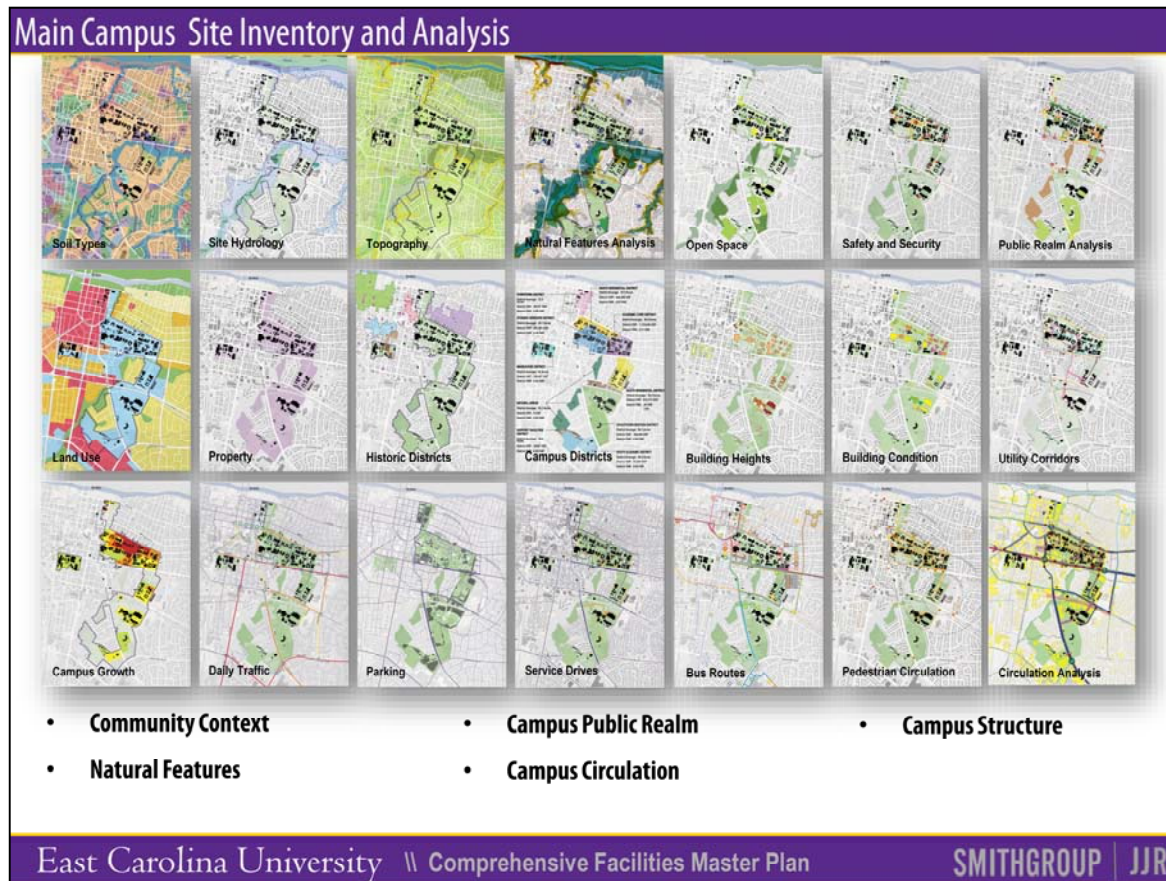 Main Campus Site Inventory and Analysis
Soil Types
Site Hydrology
Topography
Natural Features Analysis
Open Space
Safety and Security
Public Realm Analysis
Land Use
Property
Historic Districts
Campus Districts
Building Heights
Building Condition
Utility Corridors
Campus Growth
Daily Traffic
Parking
Service Drives
Bus Routes
Pedestrian Circulation
Circulation Analysis
• Community Context
• Natural Features
• Campus Public Realm
• Campus Circulation
• Campus Structure
East Carolina University \\ Comprehensive Facilities Master Plan
SMITHGROUP | JJR